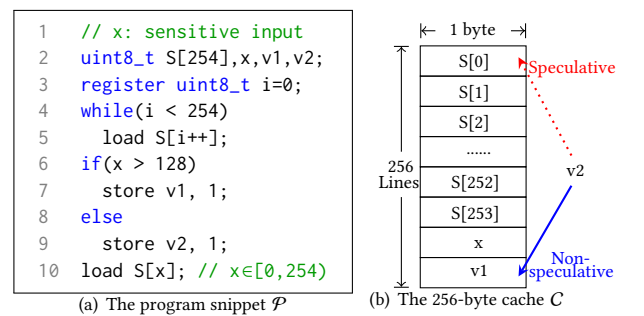 1 // x: sensitive input
2 uint8_t S[254],x,v1,v2;
3 register uint8_t i=0;
4 while(i < 254)
5 load S[i++];
6 if(x > 128)
7 store v1, 1;
8 else
9 store v2, 1;
10 load S[x]; // x∈[0,254)
(a) The program snippet 𝒫
1 byte
256
Lines
S[0]
S[1]
S[2]
......
S[252]
S[253]
x
v1
Speculative
v2
Non-
speculative
(b) The 256-byte cache 𝒞